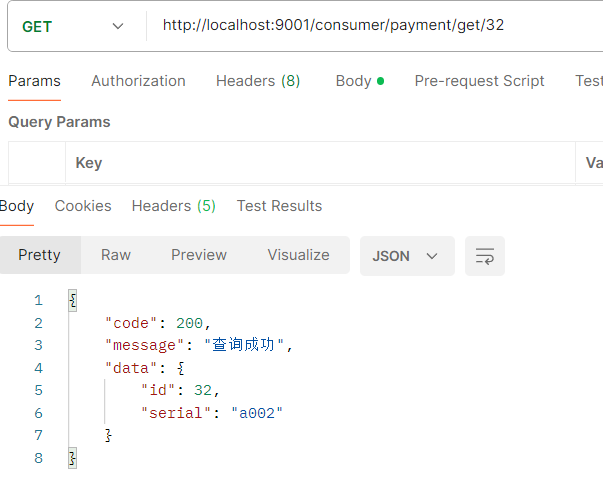 GET http://localhost:9001/consumer/payment/get/32
Params Authorization Headers (8) Body Pre-request Script Test
Query Params
Key Va
Body Cookies Headers (5) Test Results
Pretty Raw Preview Visualize JSON
1 {
2 "code": 200,
3 "message": "查询成功",
4 "data": {
5 "id": 32,
6 "serial": "a002"
7 }
8 }